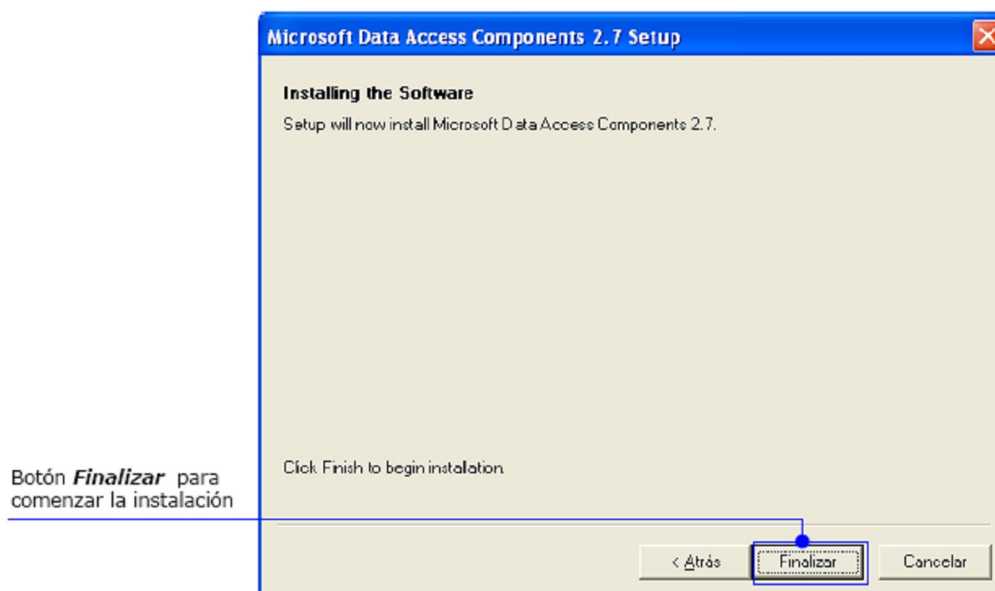 Microsoft Data Access Components 2.7 Setup
Installing the Software
Setup will now install Microsoft Data Access Components 2.7.
Click Finish to begin installation.
Botón Finalizar para
comenzar la instalación
< Atrás
Finalizar
Cancelar